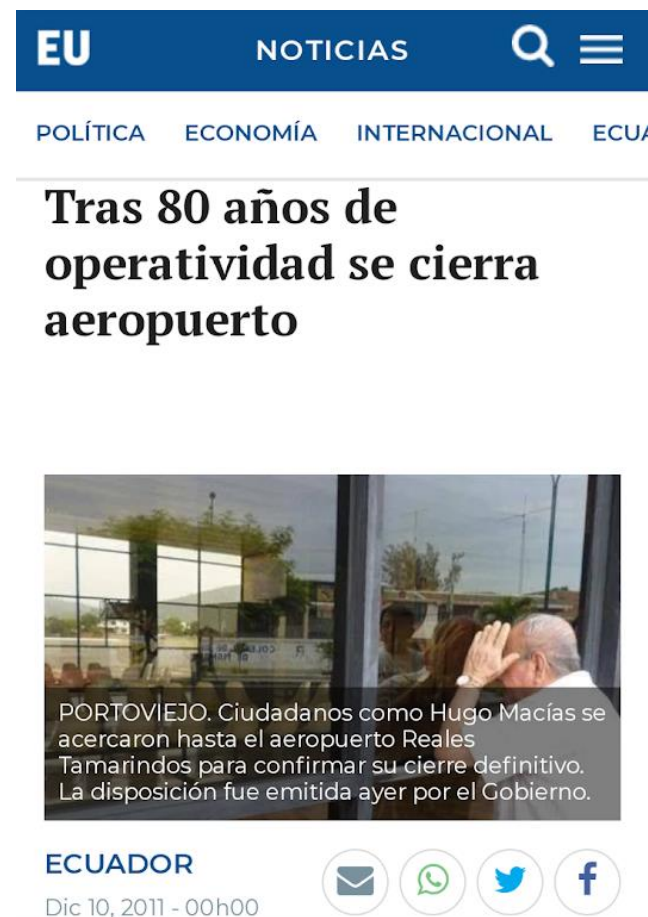 EU
NOTICIAS
POLÍTICA ECONOMÍA INTERNACIONAL ECUA
Tras 80 años de
operatividad se cierra
aeropuerto
PORTOVIEJO. Ciudadanos como Hugo Macías se
acercaron hasta el aeropuerto Reales
Tamarindos para confirmar su cierre definitivo.
La disposición fue emitida ayer por el Gobierno.
ECUADOR
Dic 10, 2011 - 00h00